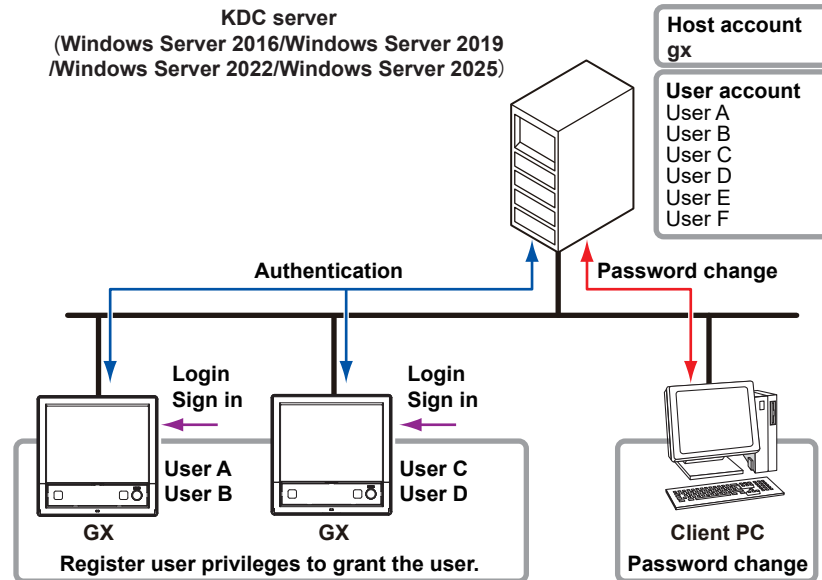 KDC server
(Windows Server 2016/Windows Server 2019
/Windows Server 2022/Windows Server 2025)
Host account
gx
User account
User A
User B
User C
User D
User E
User F
Authentication
Password change
Login
Sign in
Login
Sign in
User A
User B
User C
User D
GX
GX
Client PC
Register user privileges to grant the user.
Password change